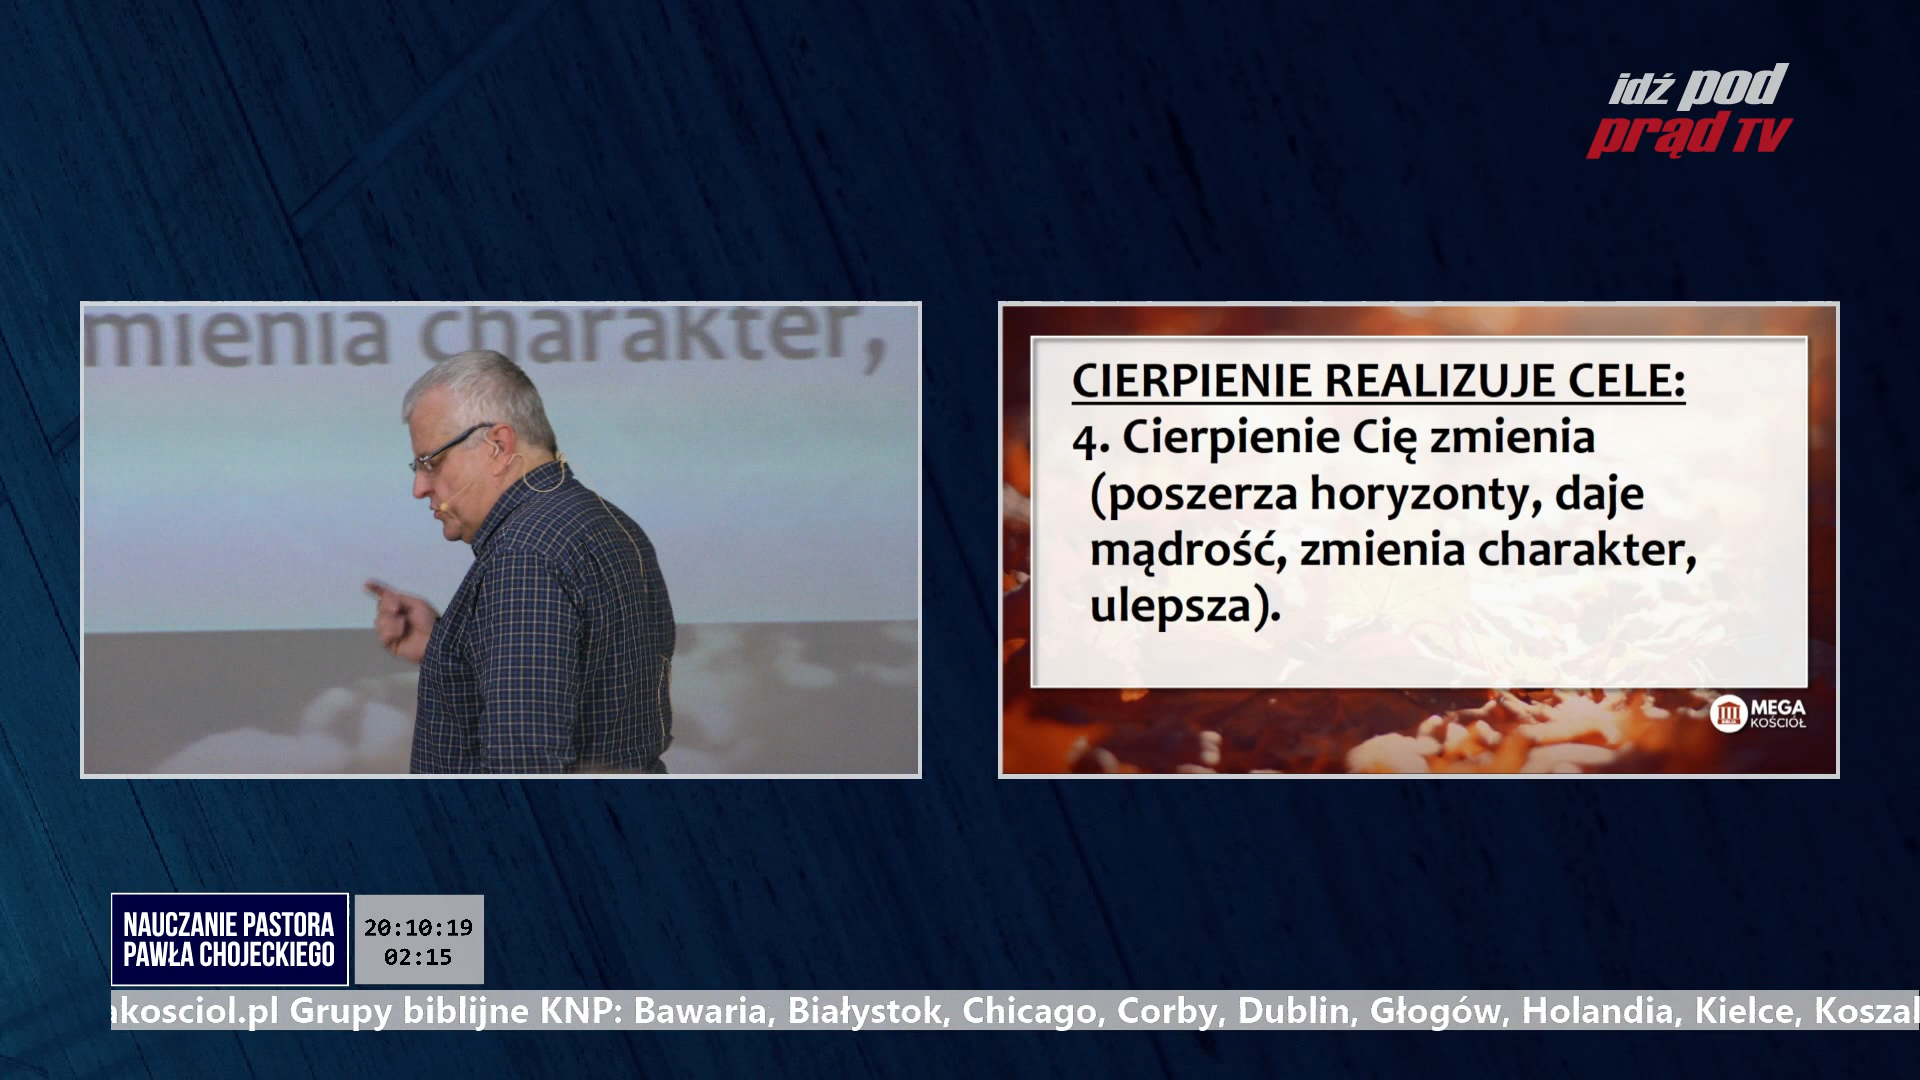 idź pod
prąd TV
mienia charakter,
CIERPIENIE REALIZUJE CELE:
4. Cierpienie Cię zmienia
(poszerza horyzonty, daje
mądrość, zmienia charakter,
ulepsza).
MEGA
KOŚCIÓŁ
NAUCZANIE PASTORA
PAWŁA CHOJECKIEGO
20:10:19
02:15
akosciol.pl Grupy biblijne KNP: Bawaria, Białystok, Chicago, Corby, Dublin, Głogów, Holandia, Kielce, Koszal